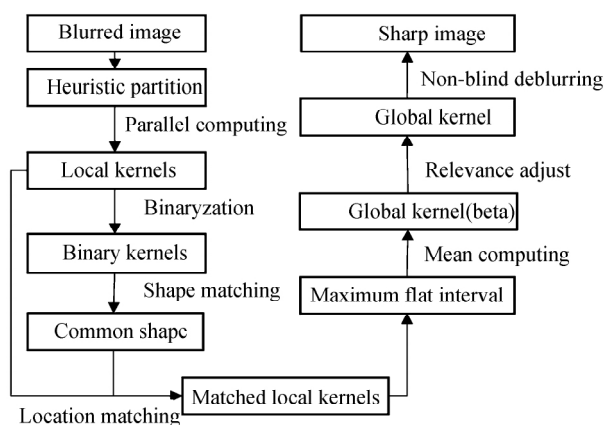 Blurred image
Heuristic partition
Parallel computing
Local kernels
Binaryzation
Binary kernels
Shape matching
Common shape
Location matching
Matched local kernels
Maximum flat interval
Mean computing
Global kernel(beta)
Relevance adjust
Global kernel
Non-blind deblurring
Sharp image